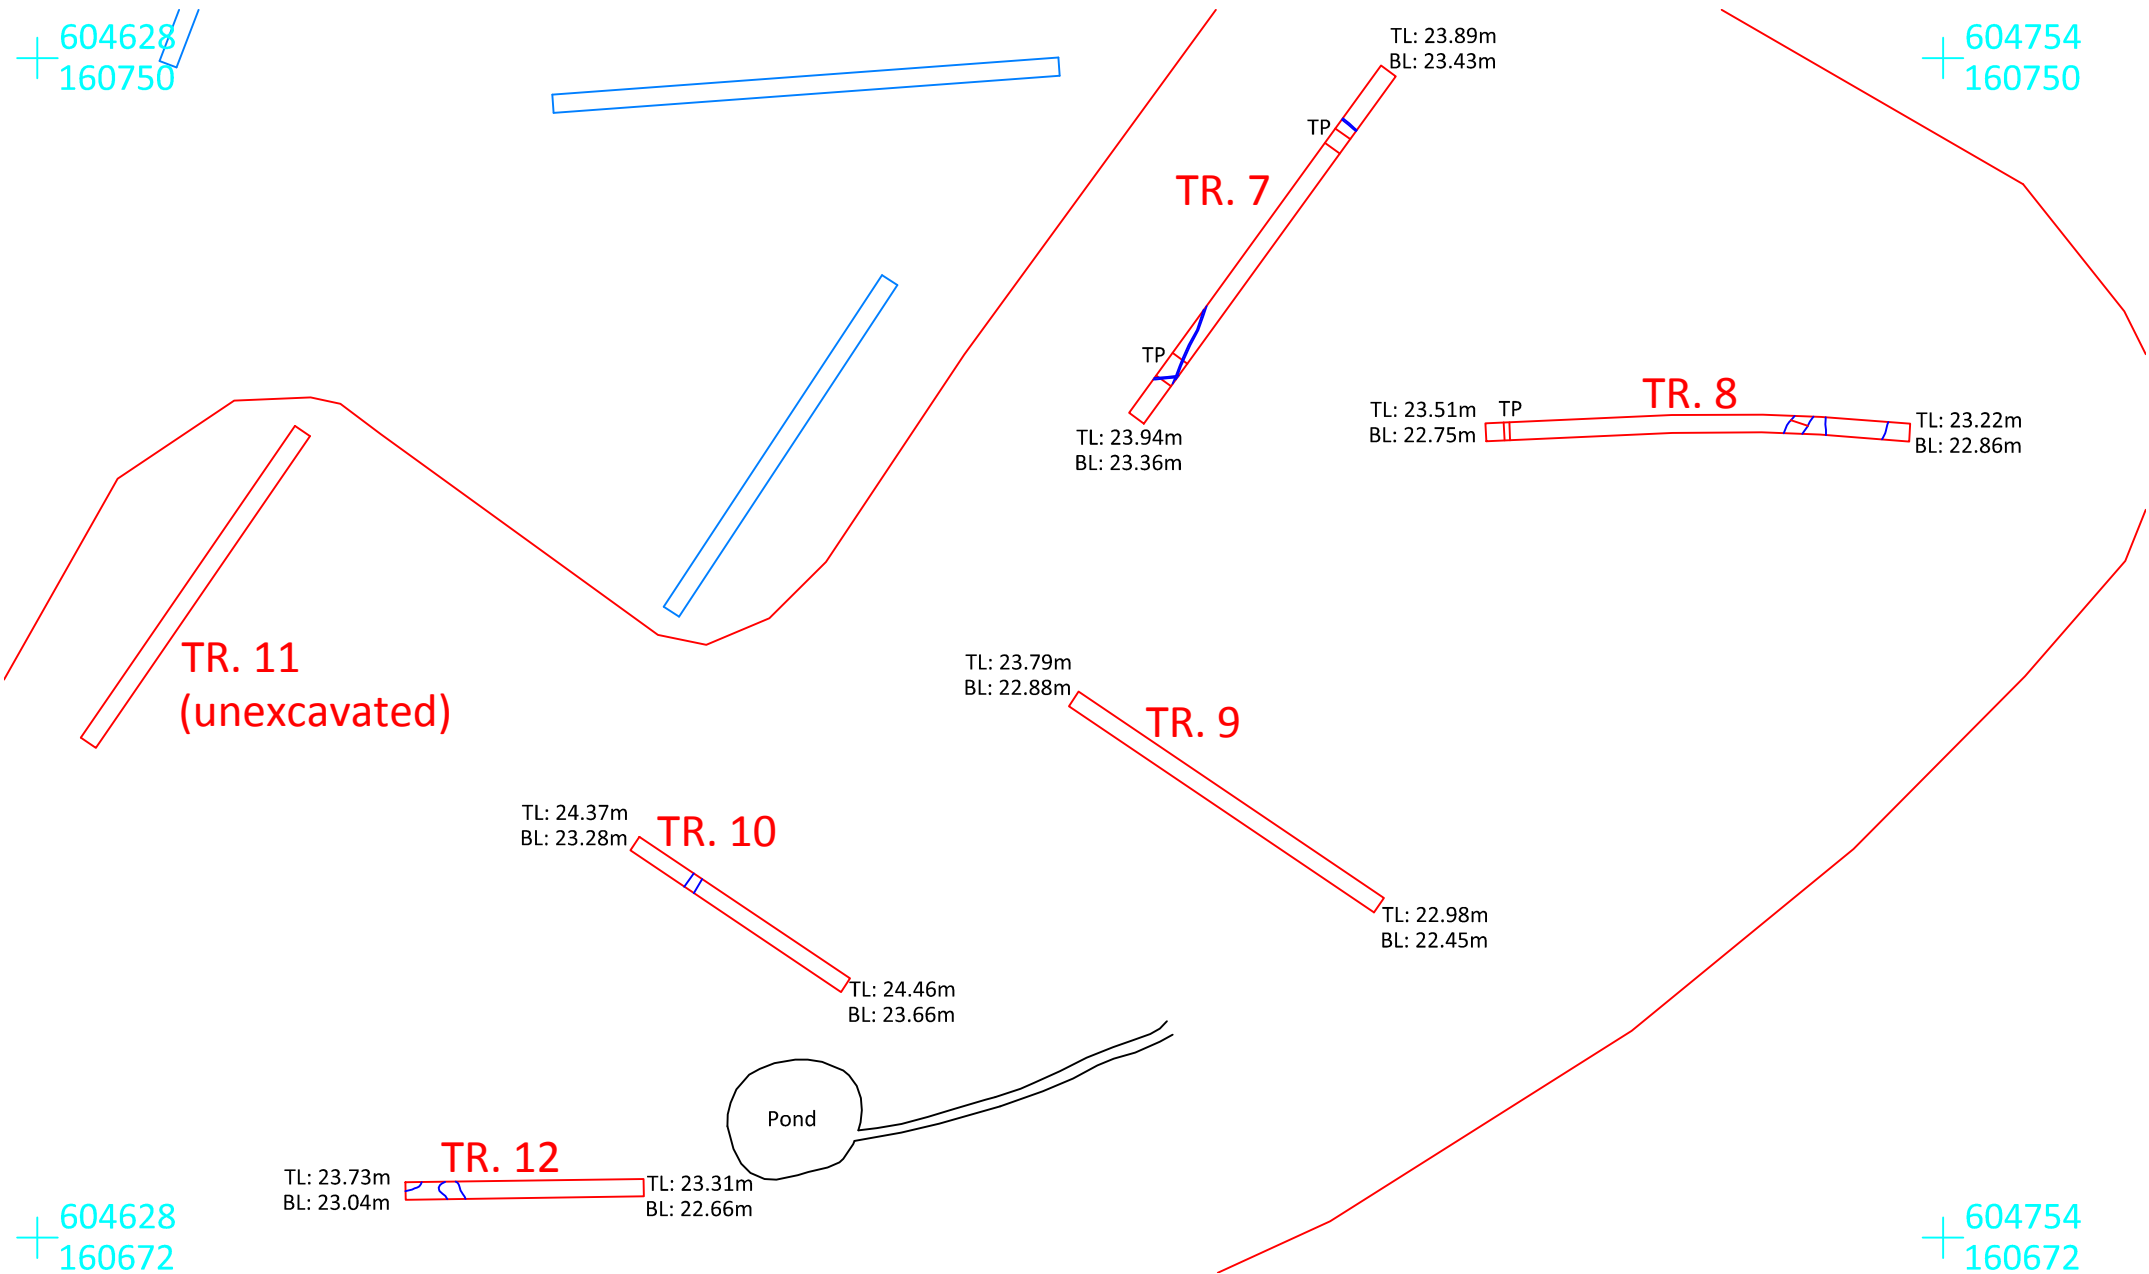 604628
160750
604754
160750
TL: 23.89m
BL: 23.43m
TP
TR. 7
TP
TL: 23.94m
BL: 23.36m
TR. 8
TL: 23.51m
BL: 22.75m
TP
TL: 23.22m
BL: 22.86m
TR. 11
(unexcavated)
TL: 23.79m
BL: 22.88m
TR. 9
TL: 22.98m
BL: 22.45m
TL: 24.37m
BL: 23.28m
TR. 10
TL: 24.46m
BL: 23.66m
Pond
TR. 12
TL: 23.73m
BL: 23.04m
TL: 23.31m
BL: 22.66m
604628
160672
604754
160672